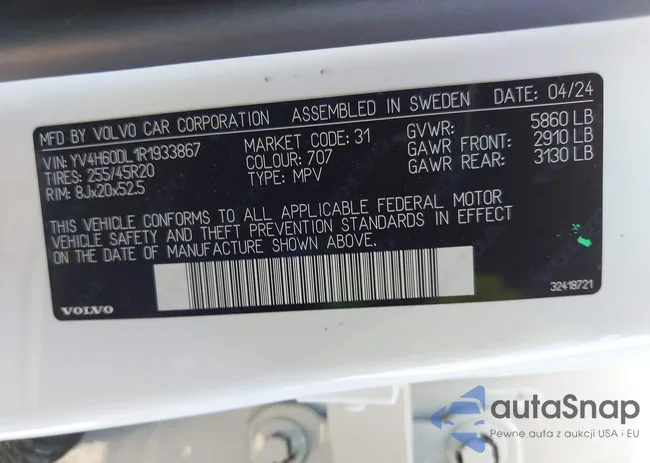 MFD BY VOLVO CAR CORPORATION ASSEMBLED IN SWEDEN DATE: 04/24
VIN: YV4H60DL1R1933867 MARKET CODE: 31 GVWR: 5860 LB
TIRES: 255/45R20 COLOUR: 707 GAWR FRONT: 2910 LB
RIM: 8Jx20x52.5 TYPE: MPV GAWR REAR: 3130 LB
THIS VEHICLE CONFORMS TO ALL APPLICABLE FEDERAL MOTOR
VEHICLE SAFETY AND THEFT PREVENTION STANDARDS IN EFFECT
ON THE DATE OF MANUFACTURE SHOWN ABOVE.
VOLVO 32418721
autaSnap
Pewne auta z aukcji USA i EU